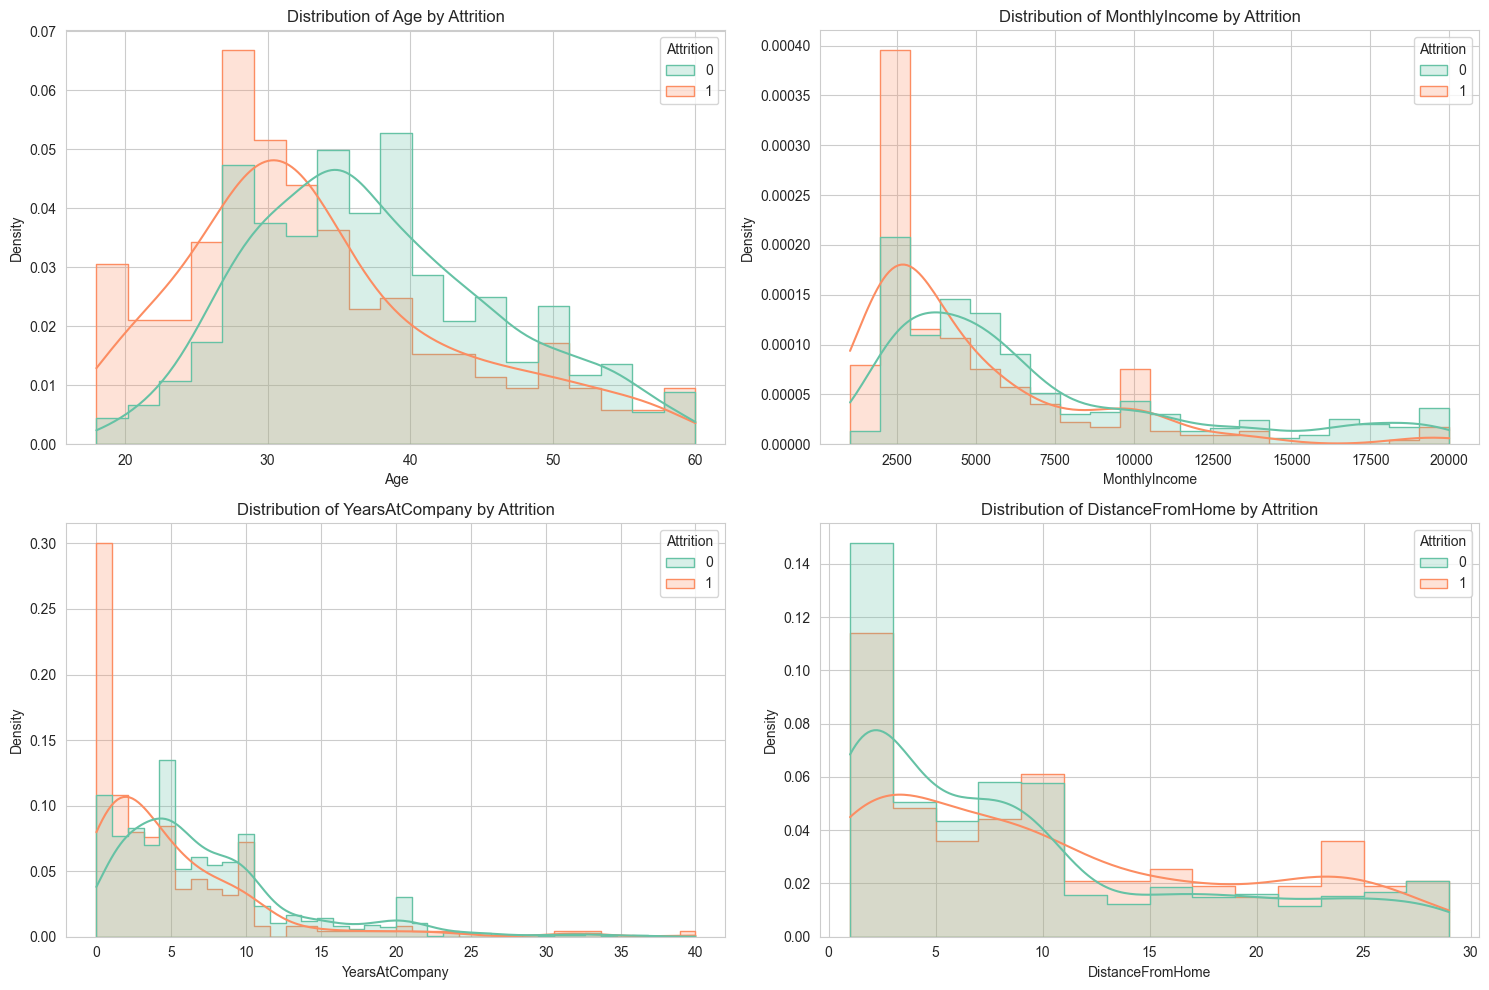 Distribution of Age by Attrition
0.07
0.06
0.05
0.04
0.03
0.02
0.01
0.00
Density
20 30 40 50 60
Age
Attrition
0
1
Distribution of MonthlyIncome by Attrition
0.00040
0.00035
0.00030
0.00025
0.00020
0.00015
0.00010
0.00005
0.00000
Density
2500 5000 7500 10000 12500 15000 17500 20000
MonthlyIncome
Attrition
0
1
Distribution of YearsAtCompany by Attrition
0.30
0.25
0.20
0.15
0.10
0.05
0.00
Density
0 5 10 15 20 25 30 35 40
YearsAtCompany
Attrition
0
1
Distribution of DistanceFromHome by Attrition
0.14
0.12
0.10
0.08
0.06
0.04
0.02
0.00
Density
0 5 10 15 20 25 30
DistanceFromHome
Attrition
0
1